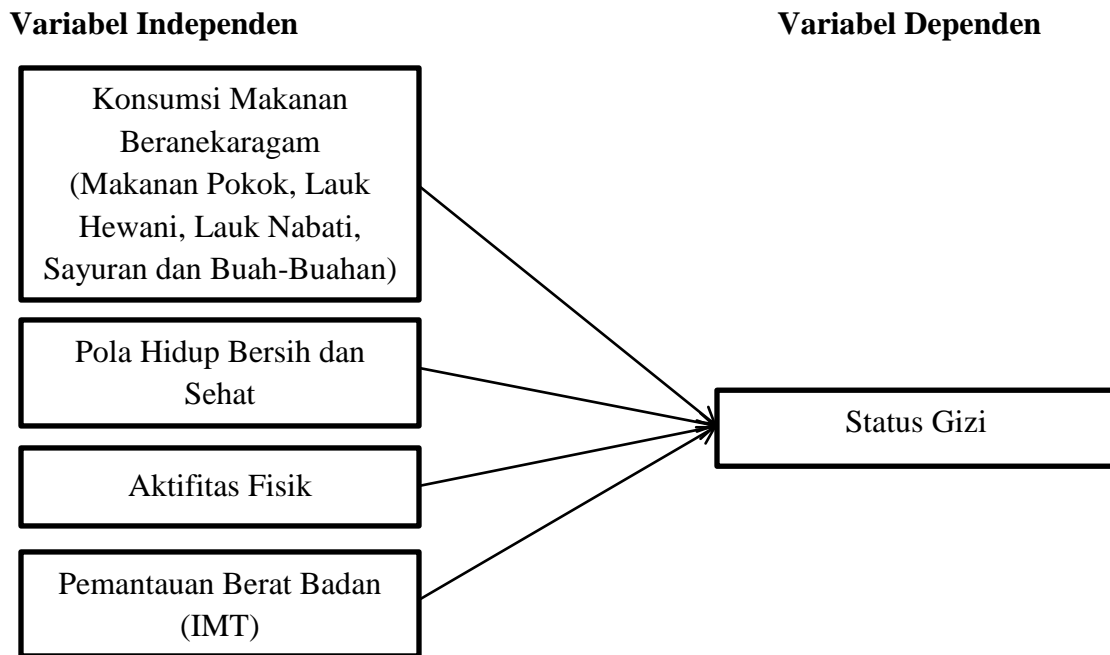 Variabel Independen
Variabel Dependen
Konsumsi Makanan
Beranekaragam
(Makanan Pokok, Lauk
Hewani, Lauk Nabati,
Sayuran dan Buah-Buahan)
Pola Hidup Bersih dan
Sehat
Status Gizi
Aktifitas Fisik
Pemantauan Berat Badan
(IMT)